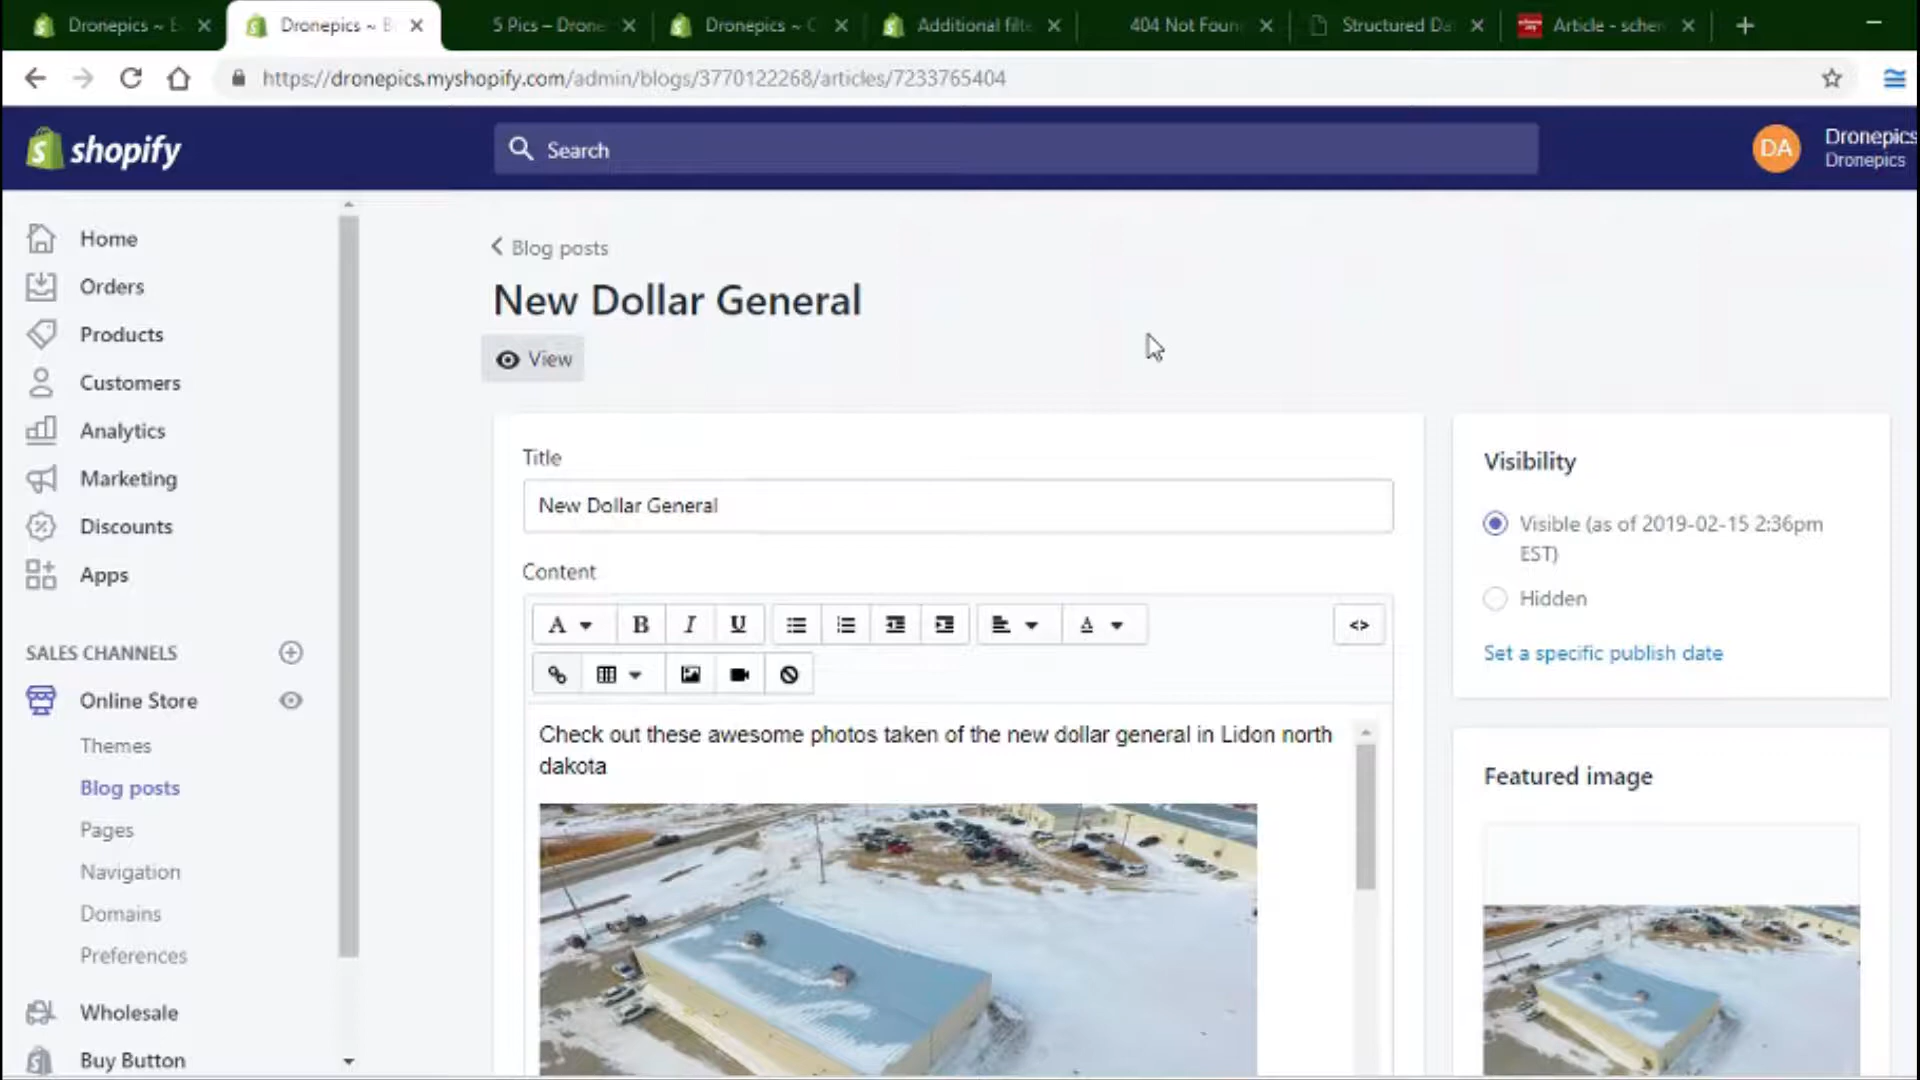 Dronepics ~ B
Dronepics ~ B
5 Pics – Drone
Dronepics ~ C
Additional filte
404 Not Foun
Structured Da
Article - schem
https://dronepics.myshopify.com/admin/blogs/3770122268/articles/7233765404
shopify
Search
DA
Dronepics
Dronepics
Home
Orders
Products
Customers
Analytics
Marketing
Discounts
Apps
SALES CHANNELS
Online Store
Themes
Blog posts
Pages
Navigation
Domains
Preferences
Wholesale
Buy Button
Blog posts
New Dollar General
View
Title
New Dollar General
Content
A
B I U
A
<>
Check out these awesome photos taken of the new dollar general in Lidon north
dakota
Visibility
Visible (as of 2019-02-15 2:36pm
EST)
Hidden
Set a specific publish date
Featured image